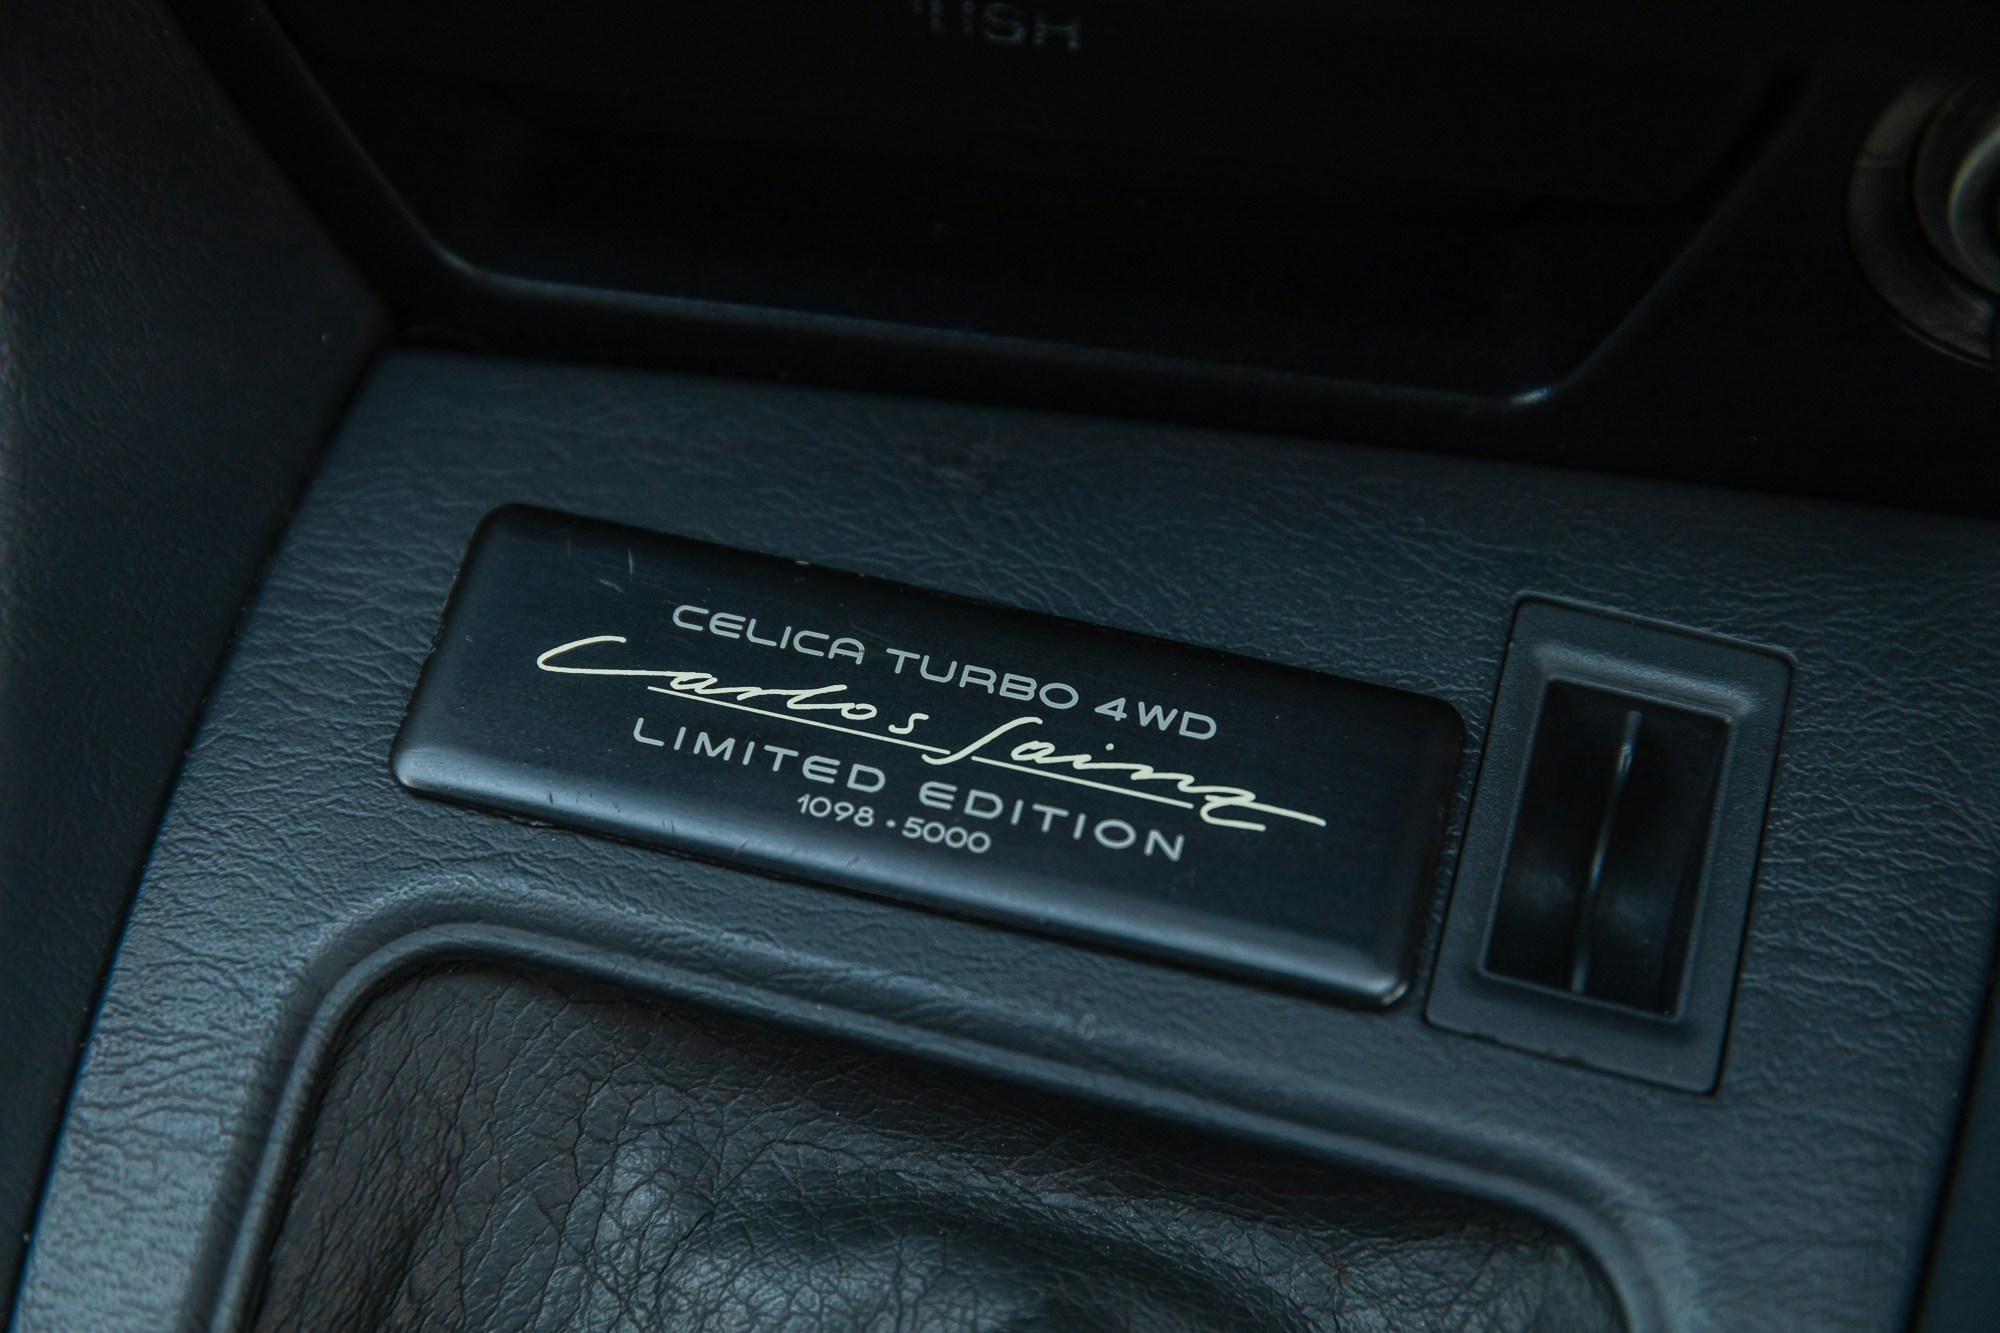 CELICA TURBO 4WD
Carlos Sainz
LIMITED EDITION
1098 • 5000